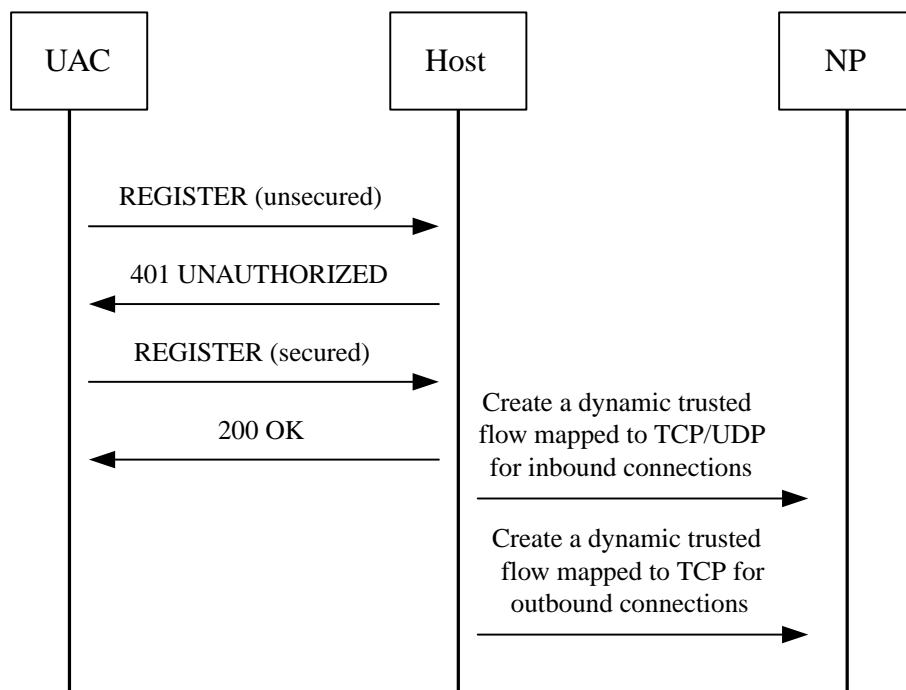 UAC
Host
NP
REGISTER (unsecured)
401 UNAUTHORIZED
REGISTER (secured)
200 OK
Create a dynamic trusted
flow mapped to TCP/UDP
for inbound connections
Create a dynamic trusted
flow mapped to TCP for
outbound connections